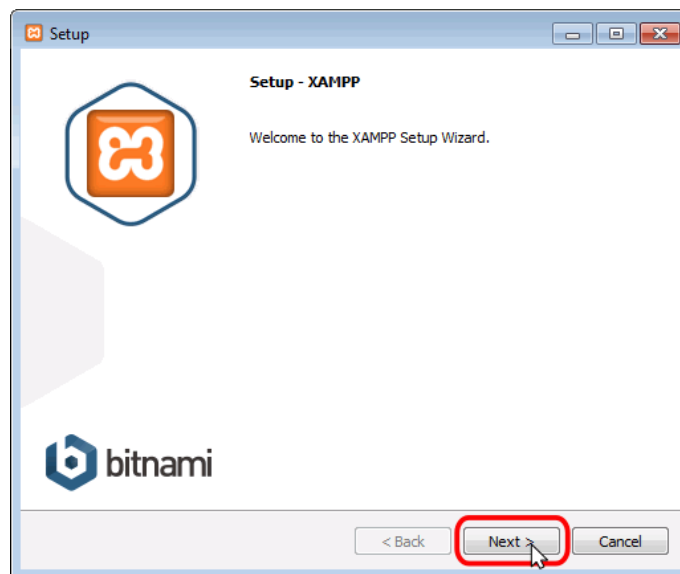 Setup
Setup - XAMPP
Welcome to the XAMPP Setup Wizard.
bitnami
< Back
Next >
Cancel